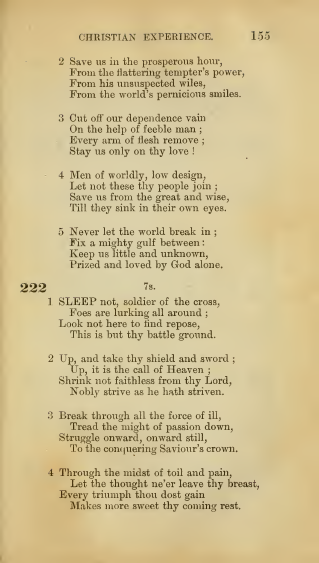 CHRISTIAN EXPERIENCE. 155
2 Save us in the prosperous hour,
From the flattering tempter's power,
From his unsuspected wiles,
From the world's pernicious smiles.
3 Cut off our dependence vain
On the help of feeble man ;
Every arm of flesh remove ;
Stay us only on thy love !
4 Men of worldly, low design,
Let not these thy people join ;
Save us from the great and wise,
Till they sink in their own eyes.
5 Never let the world break in ;
Fix a mighty gulf between :
Keep us little and unknown,
Prized and loved by God alone.
222 7s.
1 SLEEP not, soldier of the cross,
Foes are lurking all around ;
Look not here to find repose,
This is but thy battle ground.
2 Up, and take thy shield and sword ;
Up, it is the call of Heaven ;
Shrink not faithless from thy Lord,
Nobly strive as he hath striven.
3 Break through all the force of ill,
Tread the might of passion down,
Struggle onward, onward still,
To the conquering Saviour's crown.
4 Through the midst of toil and pain,
Let the thought ne'er leave thy breast,
Every triumph thou dost gain
Makes more sweet thy coming rest.